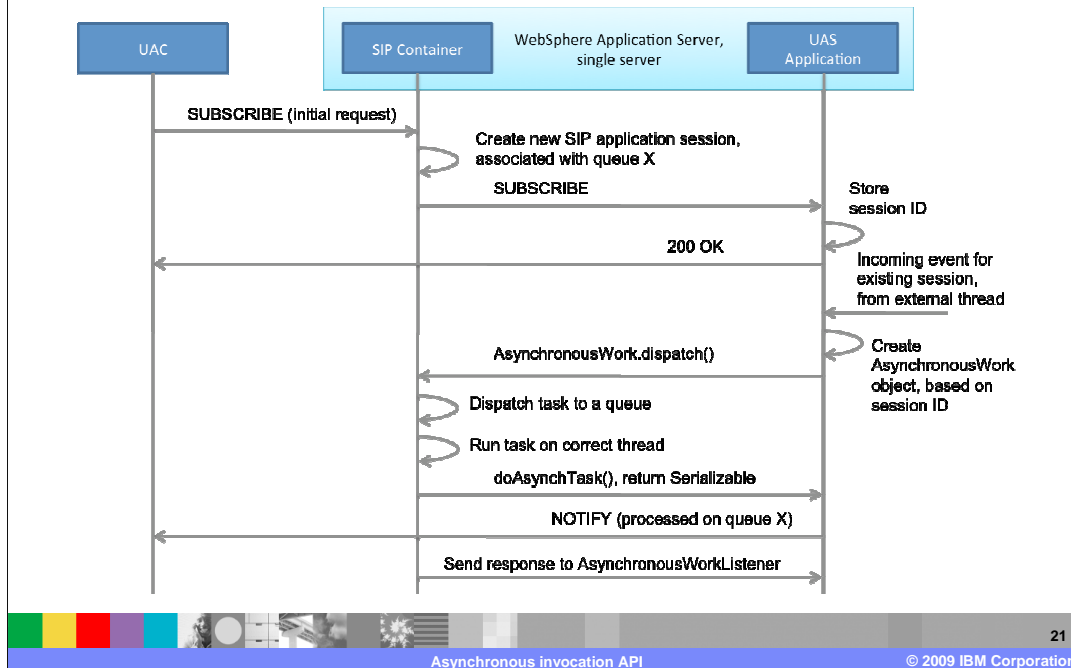 UAC
SIP Container
WebSphere Application Server,
single server
UAS
Application
SUBSCRIBE (initial request)
Create new SIP application session,
associated with queue X
SUBSCRIBE
Store
session ID
200 OK
Incoming event for
existing session,
from external thread
AsynchronousWork.dispatch()
Create
AsynchronousWork
object, based on
session ID
Dispatch task to a queue
Run task on correct thread
doAsynchTask(), return Serializable
NOTIFY (processed on queue X)
Send response to AsynchronousWorkListener
21
Asynchronous invocation API
© 2009 IBM Corporation